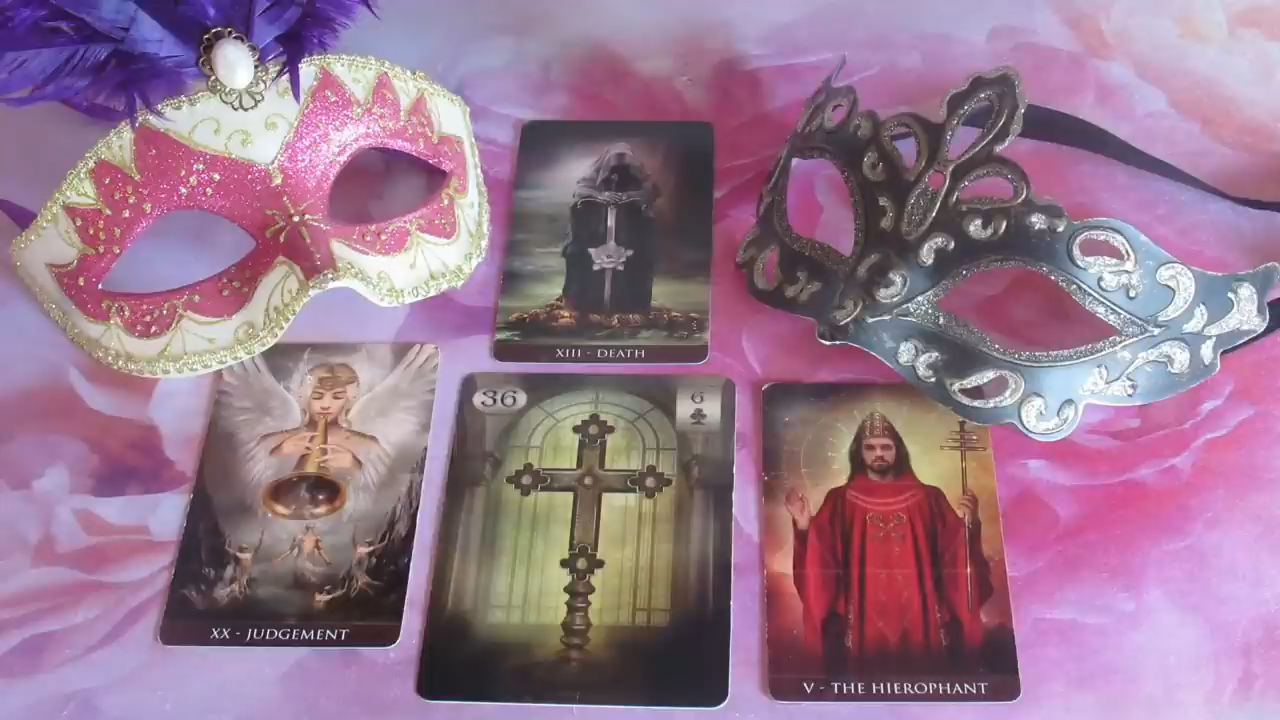 XIII - DEATH
36
6
XX - JUDGEMENT
V - THE HIEROPHANT